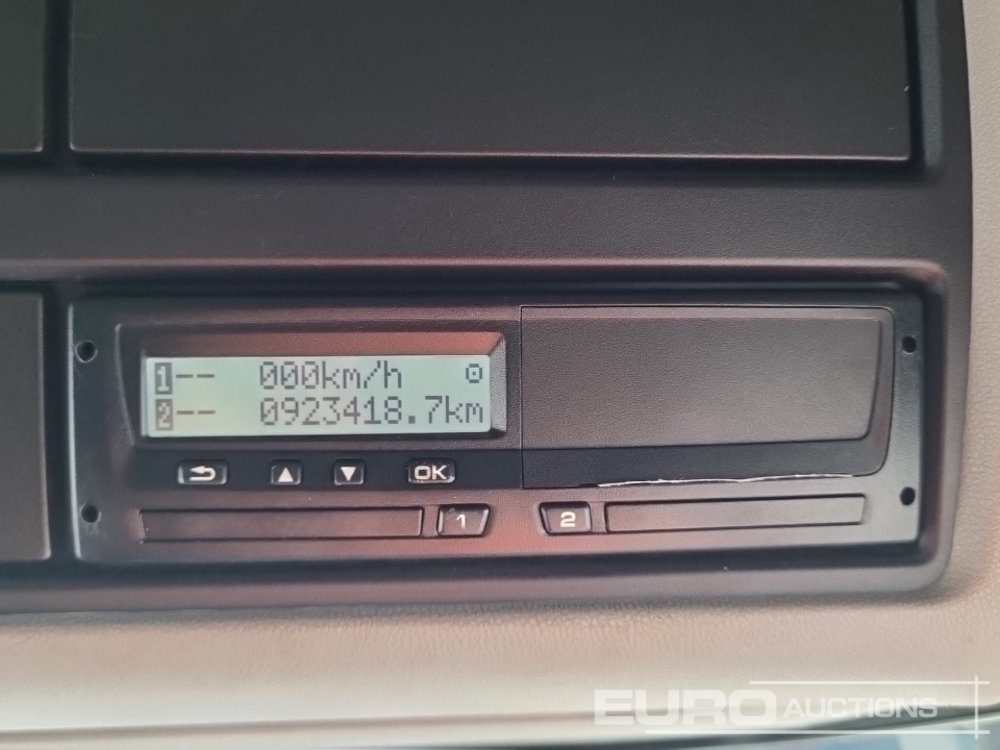 1-- 000km/h
2-- 0923418.7km
OK
1 2
EURO AUCTIONS